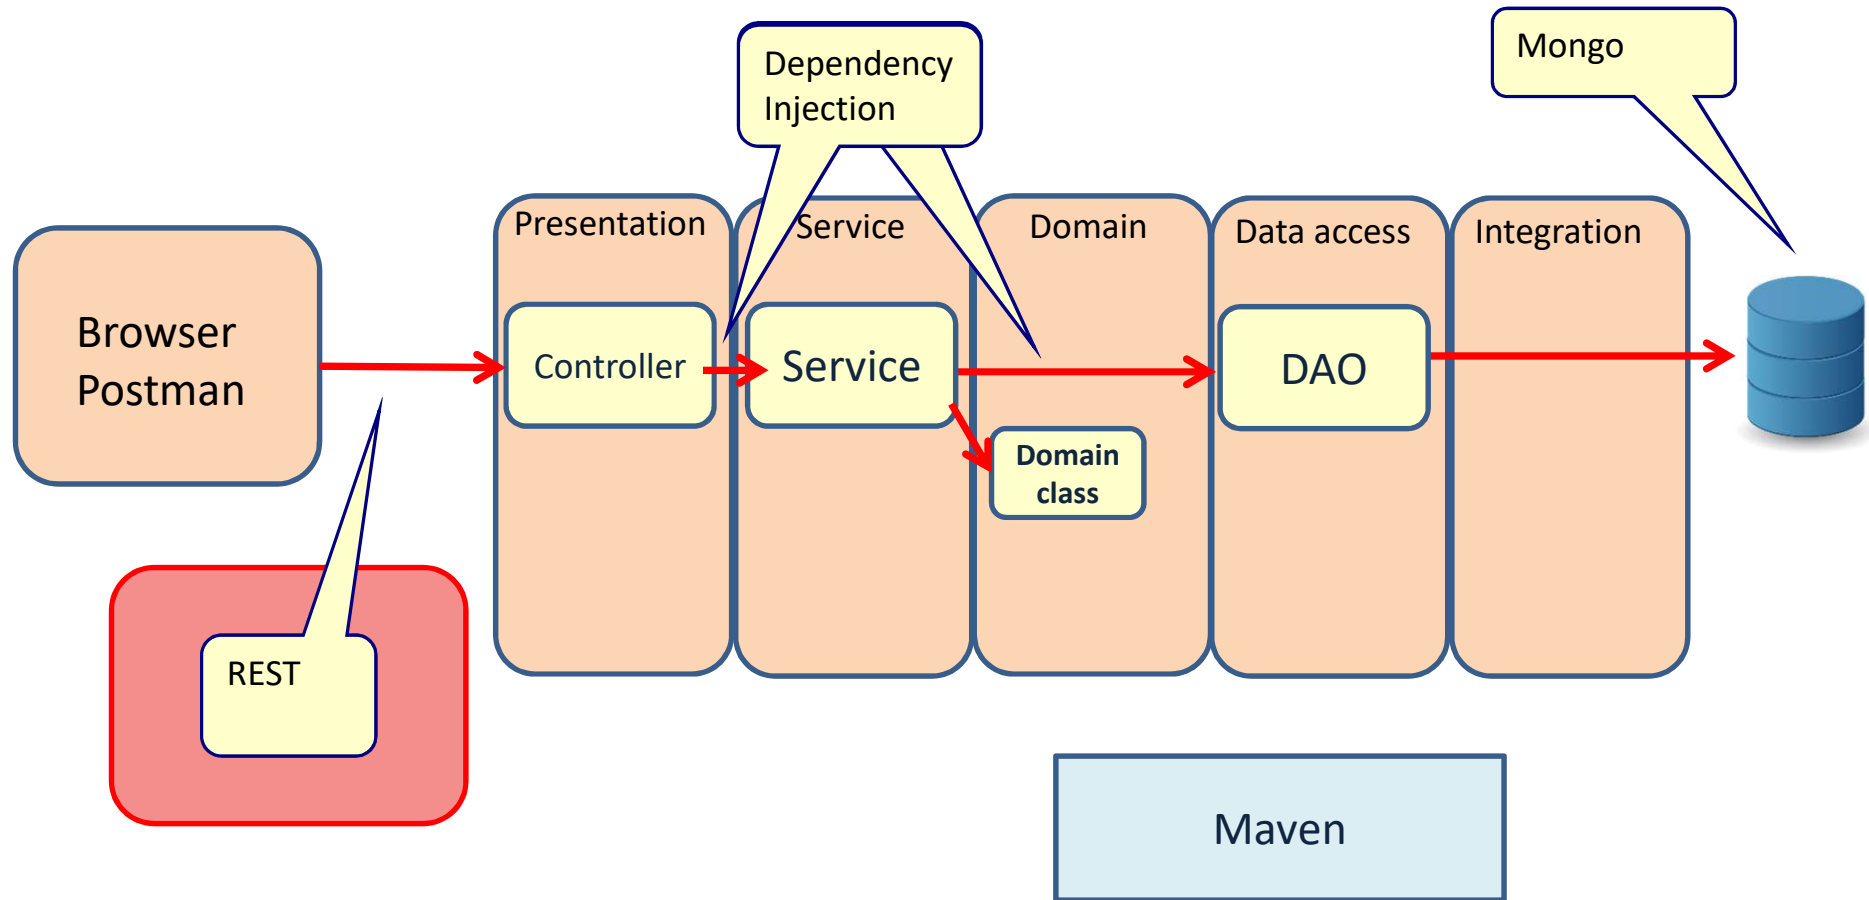 Dependency
Injection
Mongo
Presentation
Service
Domain
Data access
Integration
Browser
Postman
Controller
Service
DAO
Domain
class
REST
Maven